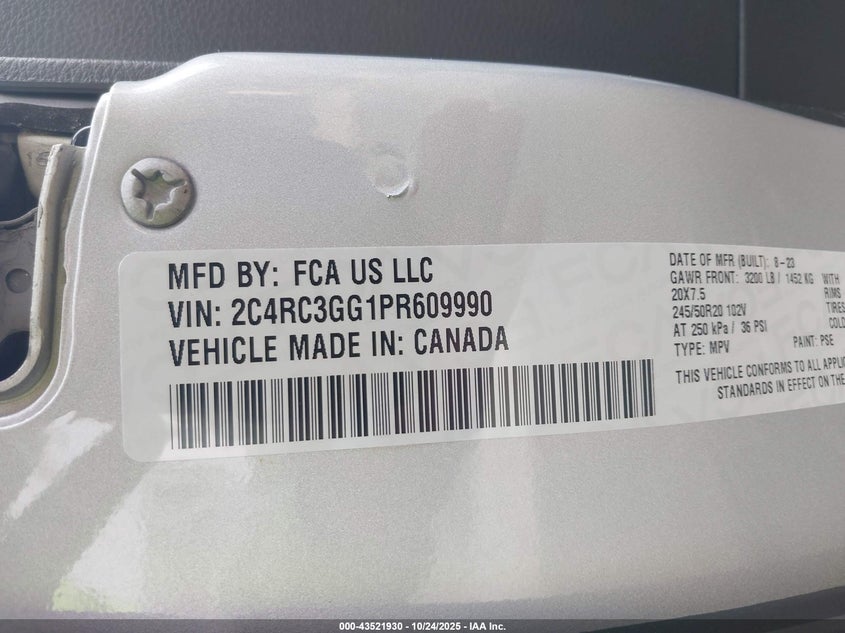 MFD BY: FCA US LLC
VIN: 2C4RC3GG1PR609990
VEHICLE MADE IN: CANADA
DATE OF MFR (BUILT): 8-23
GAWR FRONT: 3200 LB / 1452 KG WITH
20X7.5 RIMS
245/50R20 102V TIRES
AT 250 kPa / 36 PSI COLD
TYPE: MPV PAINT: PSE
THIS VEHICLE CONFORMS TO ALL APPLIC
STANDARDS IN EFFECT ON THE
000-43521930 - 10/24/2025 - IAA Inc.